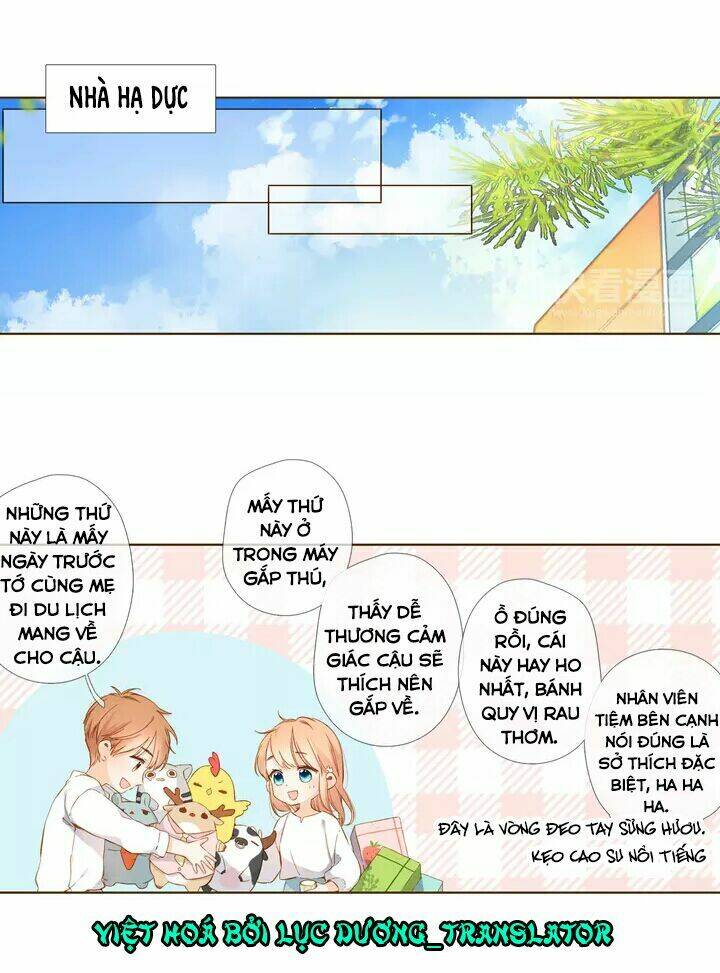 NHÀ HẠ DỰC
快看漫画
NHỮNG THỨ
NÀY LÀ MẤY
NGÀY TRƯỚC
TỚ CÙNG MẸ
ĐI DU LỊCH
MANG VỀ
CHO CẬU.
MẤY THỨ
NÀY Ở
TRONG MÁY
GẮP THÚ,
THẤY DỄ
THƯƠNG CẢM
GIÁC CẬU SẼ
THÍCH NÊN
GẮP VỀ.
Ồ ĐÚNG
RỒI, CÁI
NÀY HAY HO
NHẤT, BÁNH
QUY VỊ RAU
THƠM.
NHÂN VIÊN
TIỆM BÊN CẠNH
NÓI ĐÚNG LÀ
SỞ THÍCH ĐẶC
BIỆT, HA HA
HA.
ĐÂY LÀ VÒNG ĐEO TAY SỪNG HƯƠU.
KẸO CAO SU NỔI TIẾNG
VIỆT HOÁ BỞI LỤC DƯƠNG_TRANSLATOR